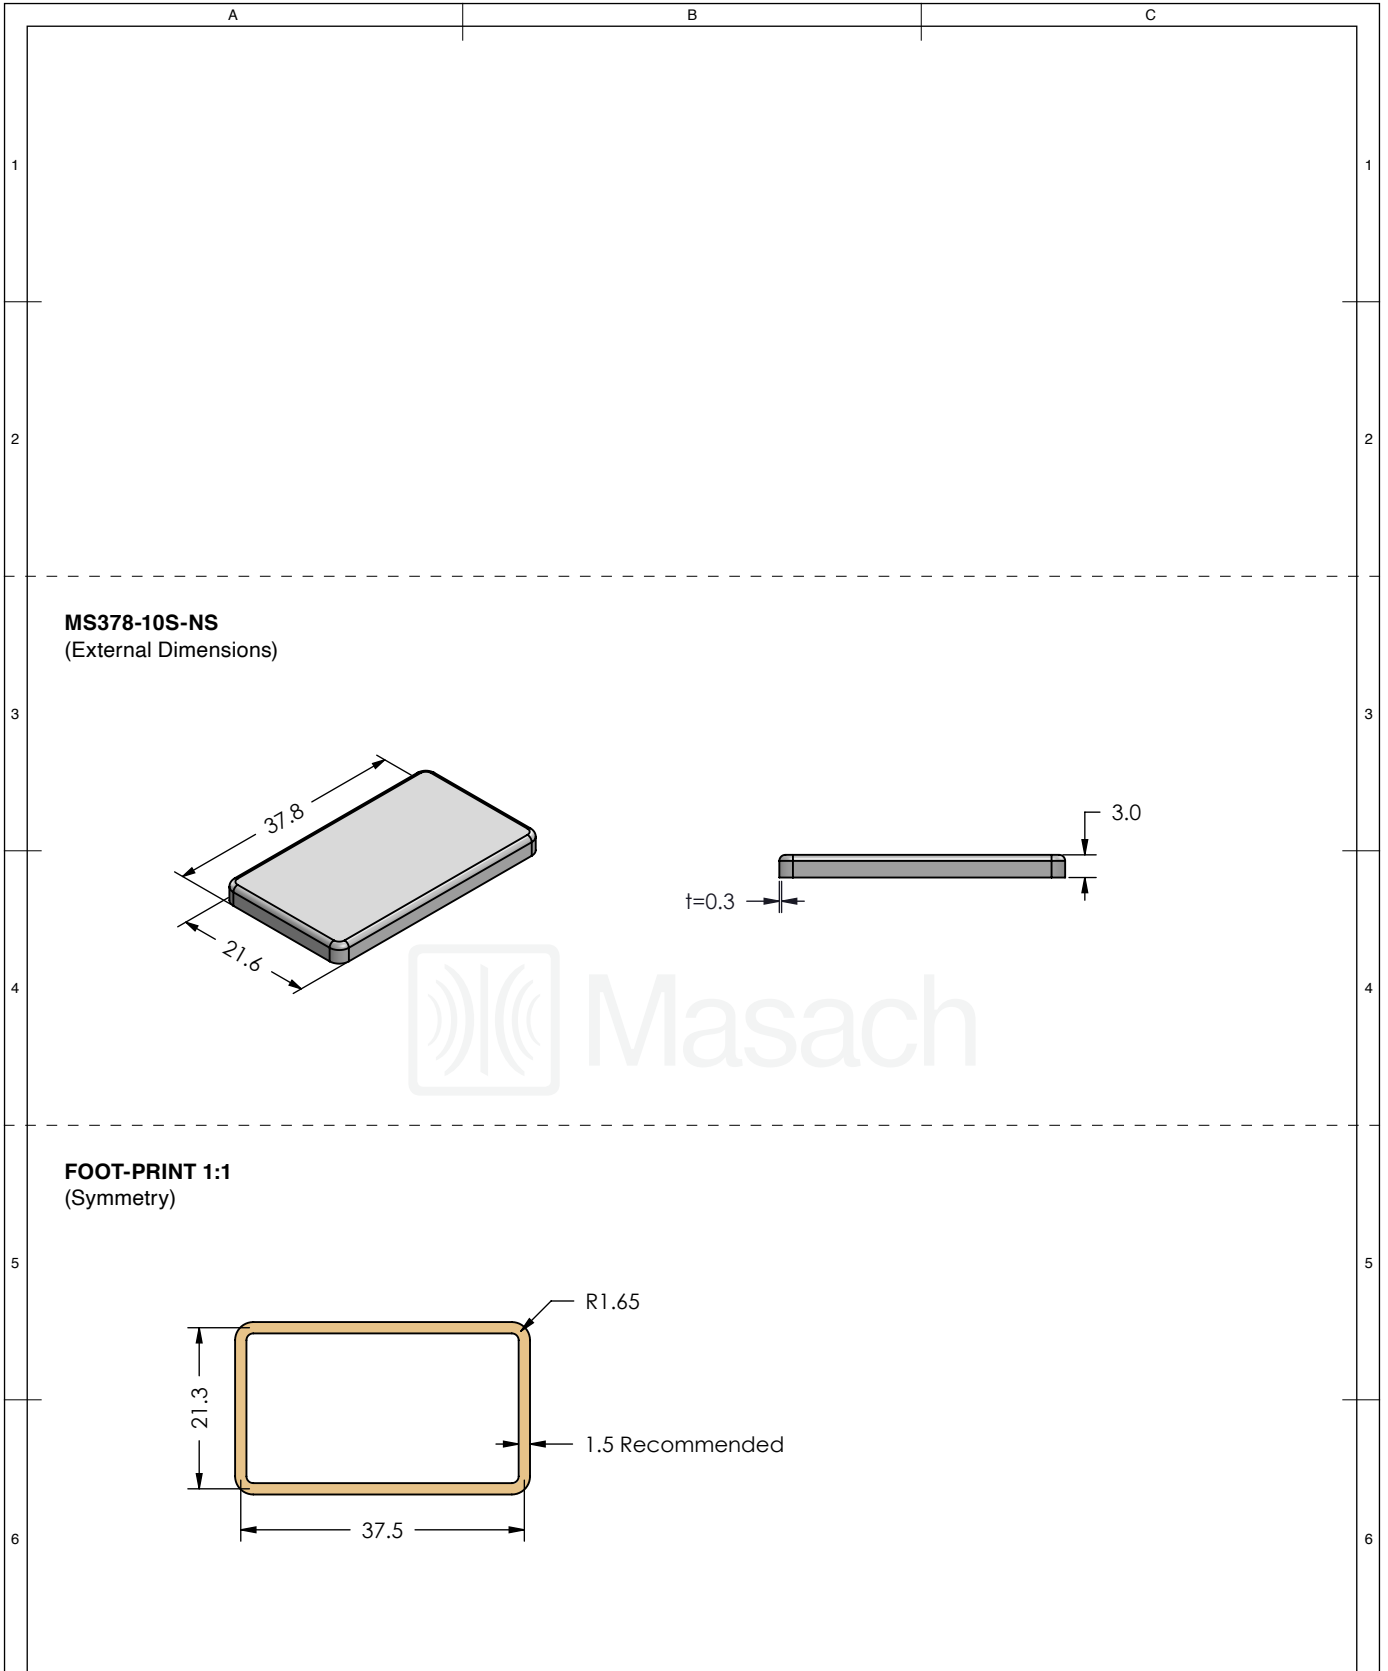 A B C
1 1
2 2
MS378-10S-NS
(External Dimensions)
3 3
37.8
3.0
t=0.3
21.6
Masach
4 4
FOOT-PRINT 1:1
(Symmetry)
5 5
R1.65
21.3
1.5 Recommended
37.5
6 6